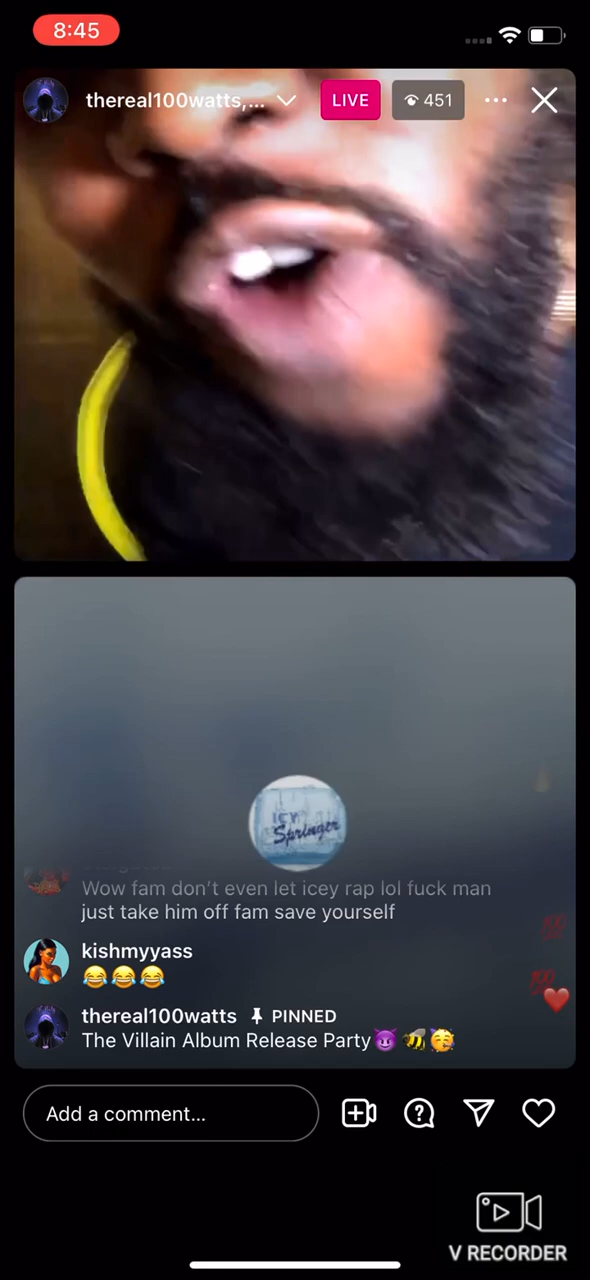 8:45
thereal100watts,...
LIVE
451
ICY
Springer
Wow fam don't even let icey rap lol fuck man
just take him off fam save yourself
kishmyyass
😂😂😂
thereal100watts PINNED
The Villain Album Release Party😈 🐝🥳
Add a comment...
V RECORDER